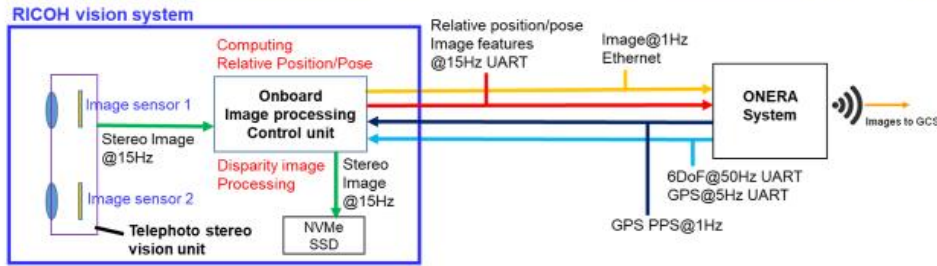 RICOH vision system
Computing
Relative Position/Pose
Image sensor 1
Stereo Image
@15Hz
Onboard
Image processing
Control unit
Disparity image
Processing
Stereo
Image
@15Hz
Image sensor 2
Telephoto stereo
vision unit
NVMe
SSD
Relative position/pose
Image features
@15Hz UART
Image@1Hz
Ethernet
ONERA
System
Images to GCS
6DoF@50Hz UART
GPS@5Hz UART
GPS PPS@1Hz